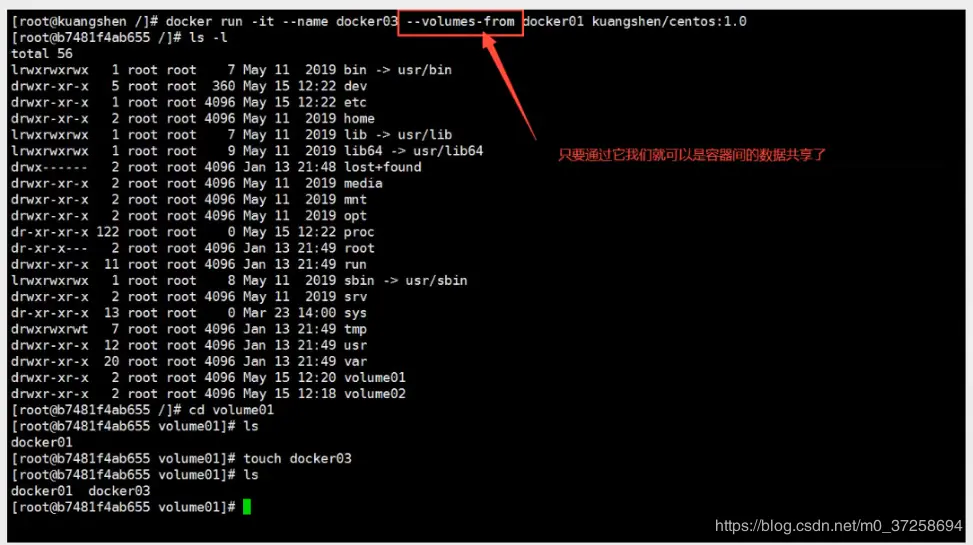 [root@kuangshen /]# docker run -it --name docker03 --volumes-from docker01 kuangshen/centos:1.0
[root@b7481f4ab655 /]# ls -l
total 56
lrwxrwxrwx   1 root root    7 May 11  2019 bin -> usr/bin
drwxr-xr-x   5 root root  360 May 15 12:22 dev
drwxr-xr-x   1 root root 4096 May 15 12:22 etc
drwxr-xr-x   2 root root 4096 May 11  2019 home
lrwxrwxrwx   1 root root    7 May 11  2019 lib -> usr/lib
lrwxrwxrwx   1 root root    9 May 11  2019 lib64 -> usr/lib64
只要通过它我们就可以是容器间的数据共享了
drwx------   2 root root 4096 Jan 13 21:48 lost+found
drwxr-xr-x   2 root root 4096 May 11  2019 media
drwxr-xr-x   2 root root 4096 May 11  2019 mnt
drwxr-xr-x   2 root root 4096 May 11  2019 opt
dr-xr-xr-x 122 root root    0 May 15 12:22 proc
dr-xr-x---   2 root root 4096 Jan 13 21:49 root
drwxr-xr-x  11 root root 4096 Jan 13 21:49 run
lrwxrwxrwx   1 root root    8 May 11  2019 sbin -> usr/sbin
drwxr-xr-x   2 root root 4096 May 11  2019 srv
dr-xr-xr-x  13 root root    0 Mar 23 14:00 sys
drwxrwxrwt   7 root root 4096 Jan 13 21:49 tmp
drwxr-xr-x  12 root root 4096 Jan 13 21:49 usr
drwxr-xr-x  20 root root 4096 Jan 13 21:49 var
drwxr-xr-x   2 root root 4096 May 15 12:20 volume01
drwxr-xr-x   2 root root 4096 May 15 12:18 volume02
[root@b7481f4ab655 /]# cd volume01
[root@b7481f4ab655 volume01]# ls
docker01
[root@b7481f4ab655 volume01]# touch docker03
[root@b7481f4ab655 volume01]# ls
docker01  docker03
[root@b7481f4ab655 volume01]#
https://blog.csdn.net/m0_37258694